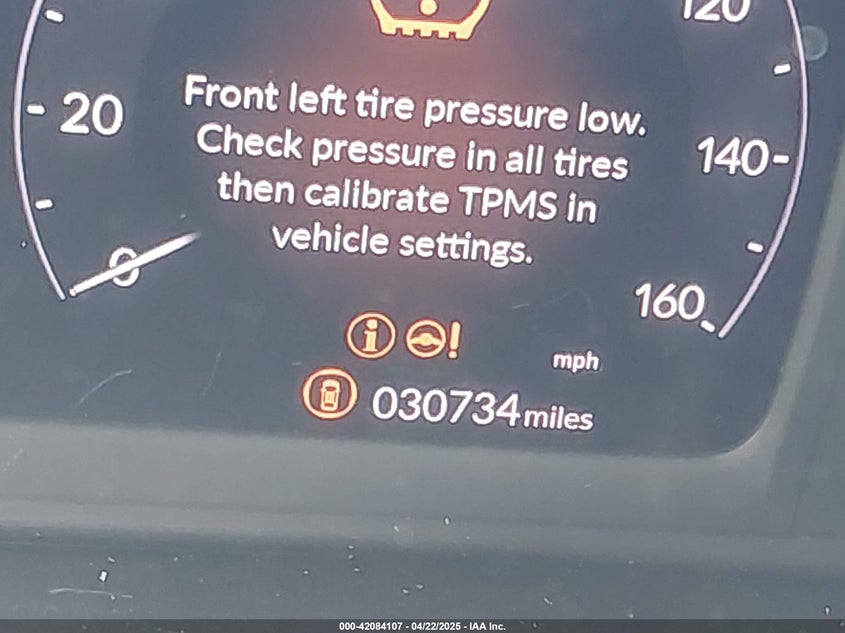 120
20
Front left tire pressure low.
Check pressure in all tires
then calibrate TPMS in
vehicle settings.
140
0
160
i
!
mph
030734 miles
000-42084107 - 04/22/2025 - IAA Inc.